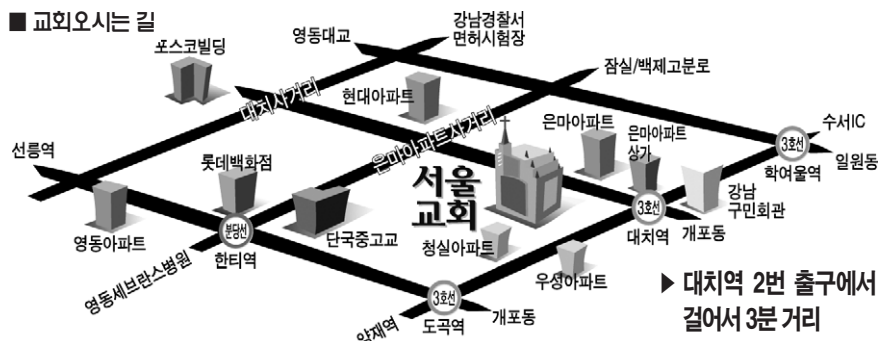 ■ 교회오시는 길
영동대교
강남경찰서
면허시험장
포스코빌딩
잠실/백제고분로
대치사거리
현대아파트
은마아파트사거리
은마아파트
은마아파트
상가
수서IC
3호선
학여울역
일원동
선릉역
롯데백화점
서울
교회
강남
구민회관
3호선
대치역
개포동
영동아파트
분당선
한티역
단국중고교
청실아파트
우성아파트
영동세브란스병원
3호선
도곡역
개포동
양재역
▶ 대치역 2번 출구에서
걸어서 3분 거리